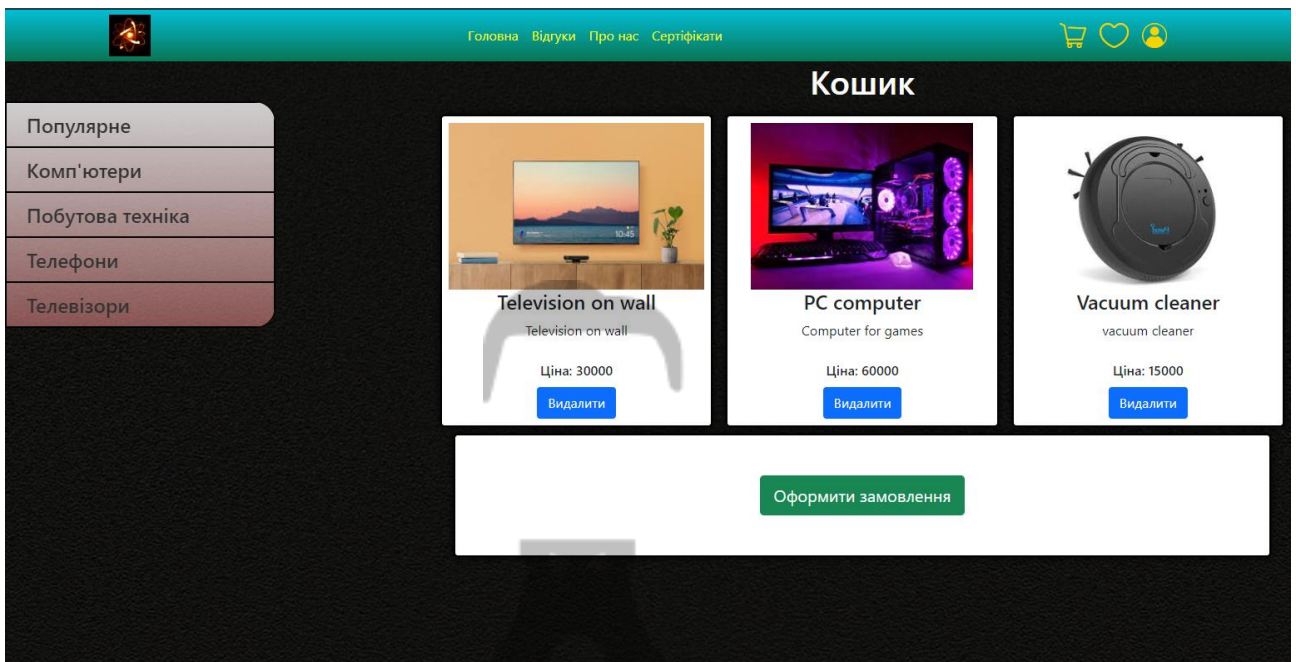 Головна Відгуки Про нас Сертіфікати
Кошик
Популярне
Комп'ютери
Побутова техніка
Телефони
Телевізори
10:45
Television on wall
Television on wall
Ціна: 30000
Видалити
PC computer
Computer for games
Ціна: 60000
Видалити
Vacuum cleaner
vacuum cleaner
Ціна: 15000
Видалити
Оформити замовлення